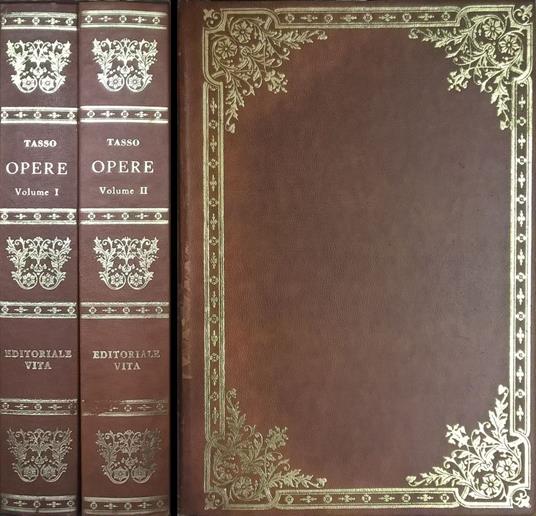 TASSO
OPERE
Volume I
EDITORIALE
VITA
TASSO
OPERE
Volume II
EDITORIALE
VITA